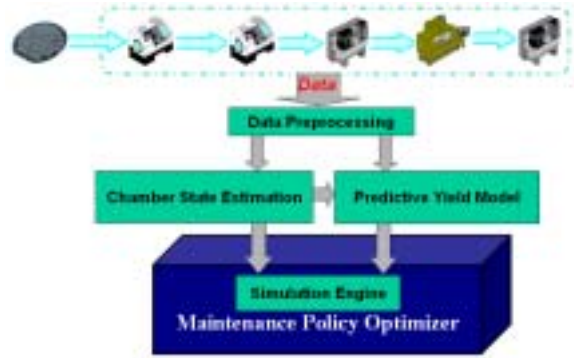 Data
Data Preprocessing
Chamber State Estimation
Predictive Yield Model
Simulation Engine
Maintenance Policy Optimizer